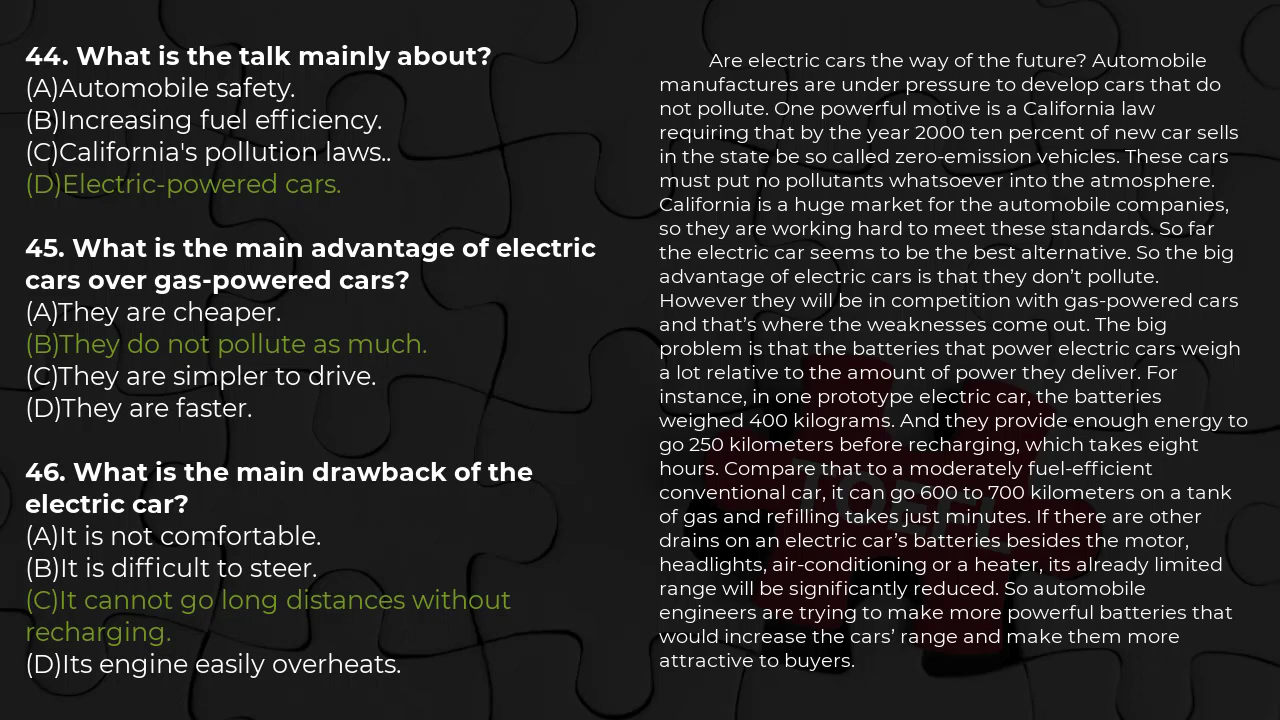 44. What is the talk mainly about?
(A)Automobile safety.
(B)Increasing fuel efficiency.
(C)California's pollution laws..
(D)Electric-powered cars.
45. What is the main advantage of electric
cars over gas-powered cars?
(A)They are cheaper.
(B)They do not pollute as much.
(C)They are simpler to drive.
(D)They are faster.
46. What is the main drawback of the
electric car?
(A)It is not comfortable.
(B)It is difficult to steer.
(C)It cannot go long distances without
recharging.
(D)Its engine easily overheats.
Are electric cars the way of the future? Automobile
manufactures are under pressure to develop cars that do
not pollute. One powerful motive is a California law
requiring that by the year 2000 ten percent of new car sells
in the state be so called zero-emission vehicles. These cars
must put no pollutants whatsoever into the atmosphere.
California is a huge market for the automobile companies,
so they are working hard to meet these standards. So far
the electric car seems to be the best alternative. So the big
advantage of electric cars is that they don’t pollute.
However they will be in competition with gas-powered cars
and that’s where the weaknesses come out. The big
problem is that the batteries that power electric cars weigh
a lot relative to the amount of power they deliver. For
instance, in one prototype electric car, the batteries
weighed 400 kilograms. And they provide enough energy to
go 250 kilometers before recharging, which takes eight
hours. Compare that to a moderately fuel-efficient
conventional car, it can go 600 to 700 kilometers on a tank
of gas and refilling takes just minutes. If there are other
drains on an electric car’s batteries besides the motor,
headlights, air-conditioning or a heater, its already limited
range will be significantly reduced. So automobile
engineers are trying to make more powerful batteries that
would increase the cars’ range and make them more
attractive to buyers.
TOEFL